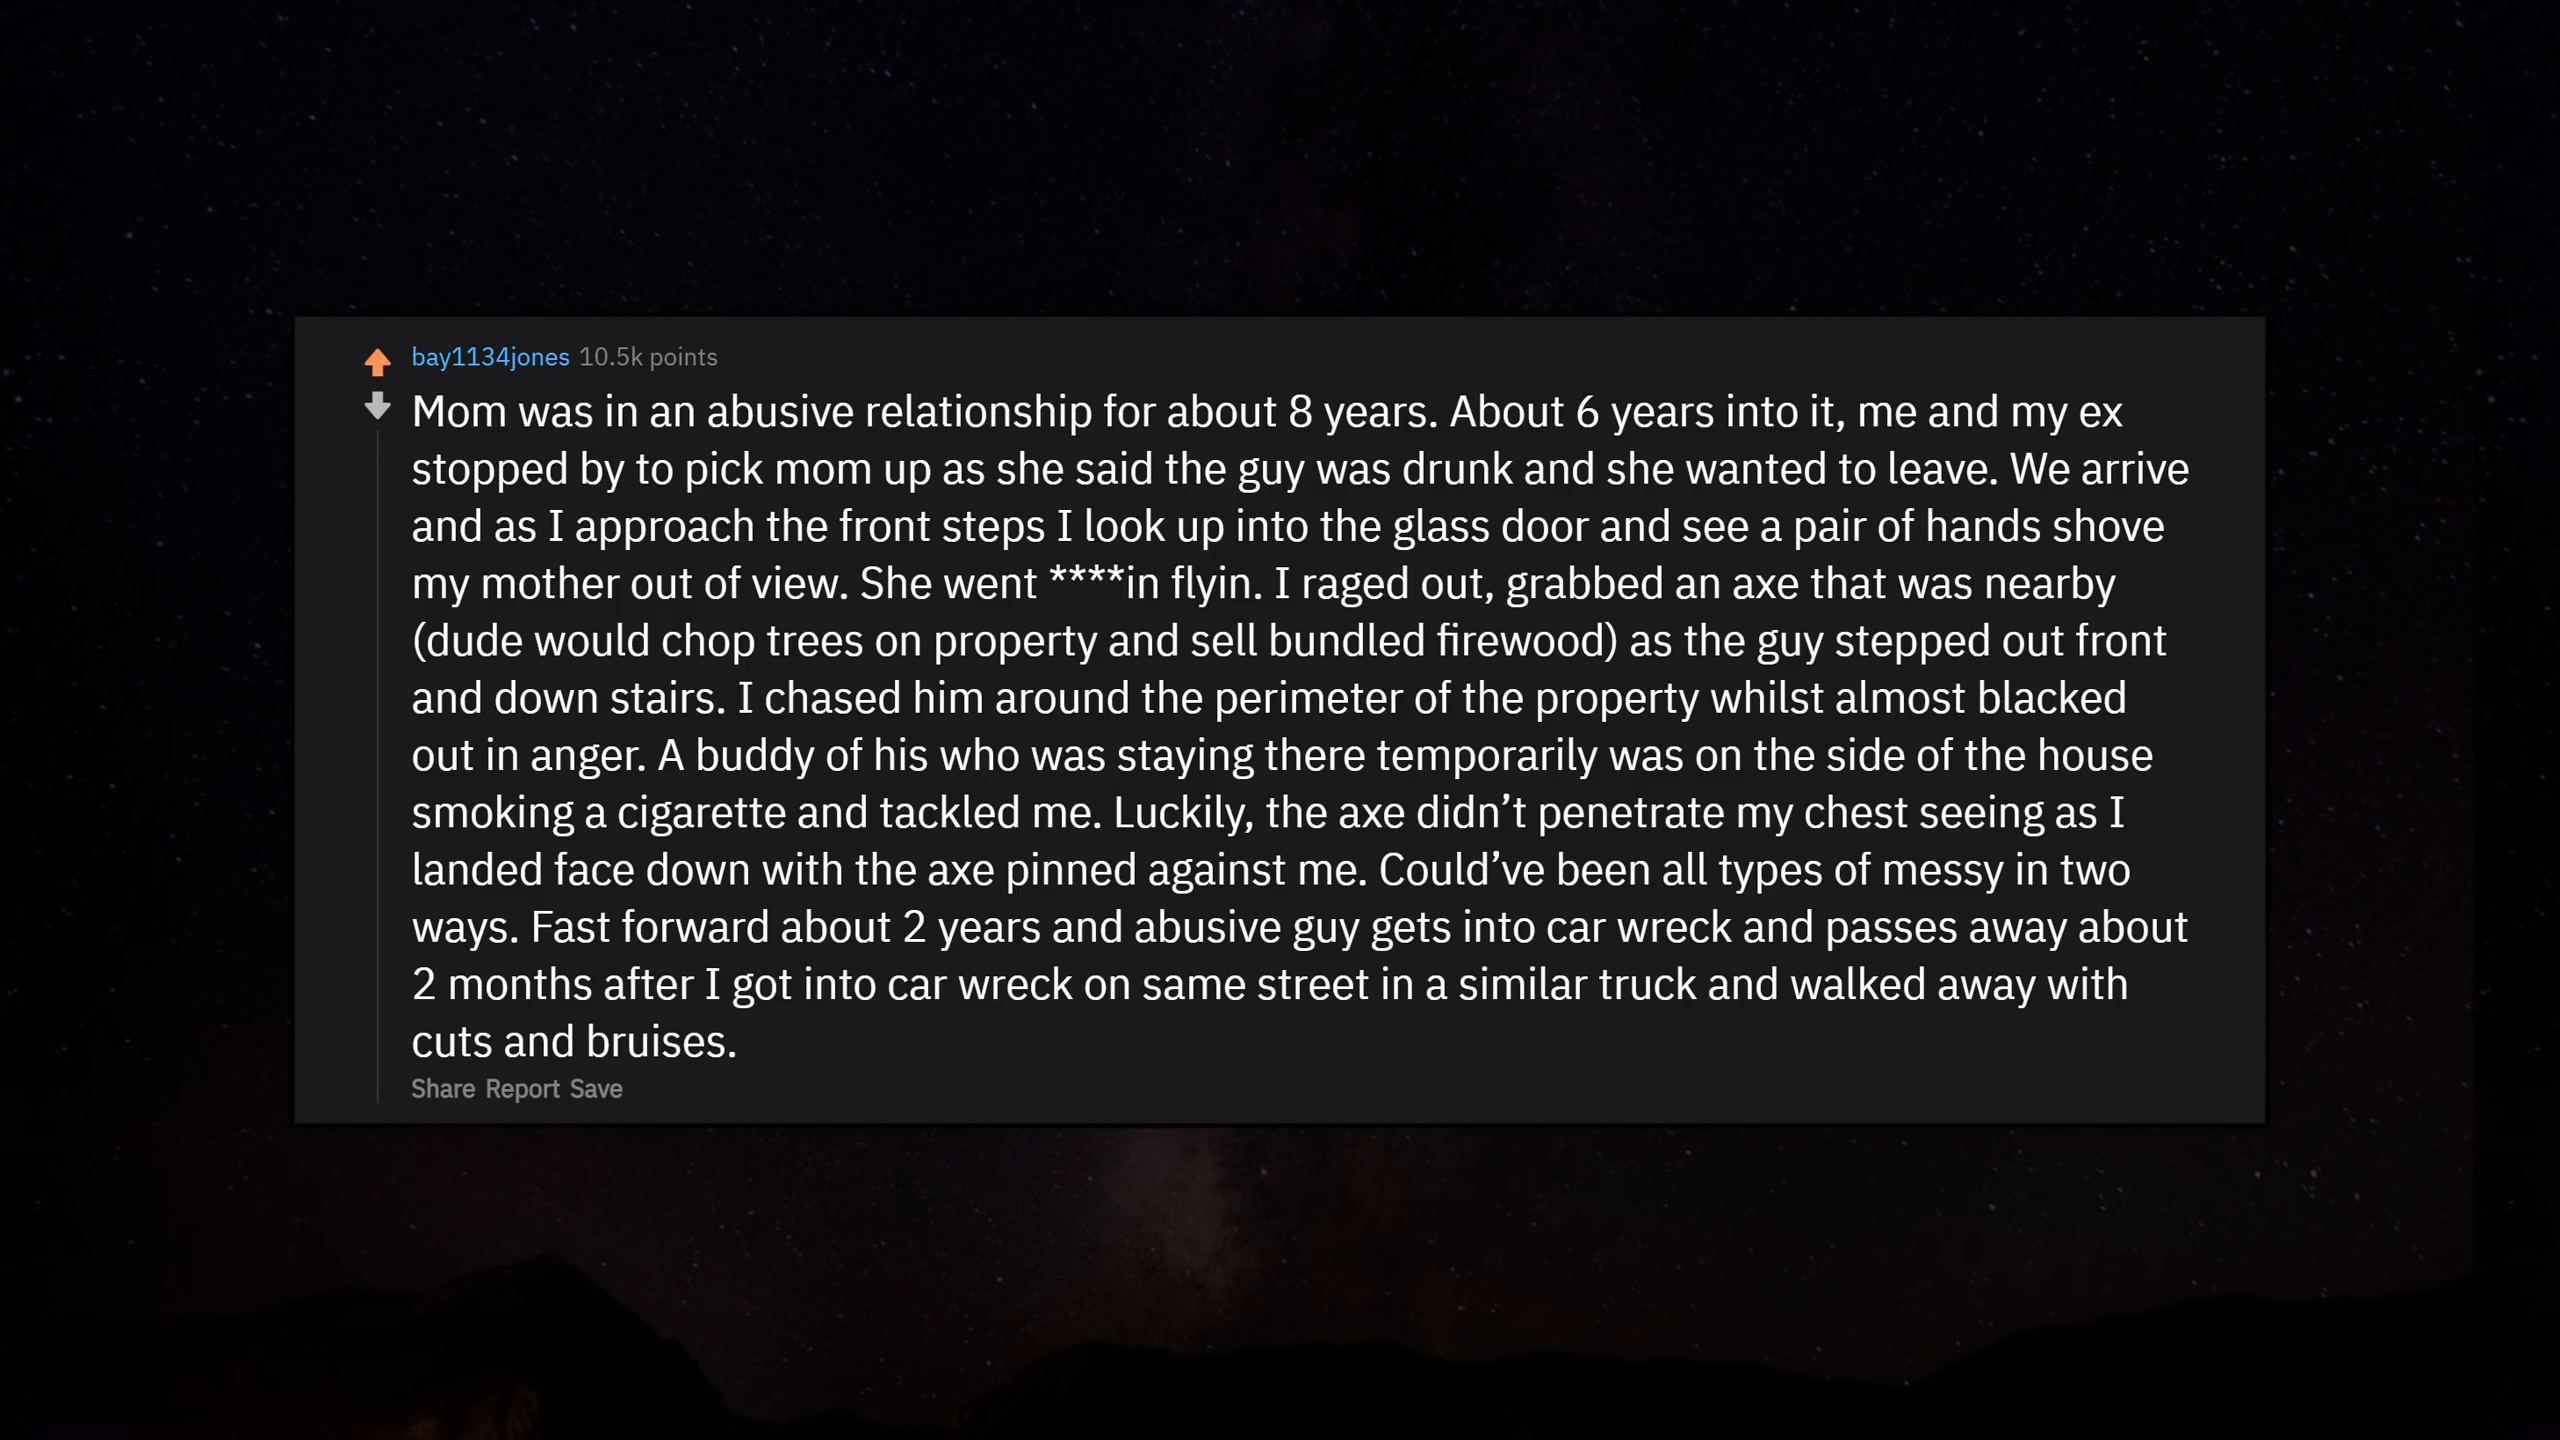 bay1134jones 10.5k points
Mom was in an abusive relationship for about 8 years. About 6 years into it, me and my ex
stopped by to pick mom up as she said the guy was drunk and she wanted to leave. We arrive
and as I approach the front steps I look up into the glass door and see a pair of hands shove
my mother out of view. She went ****in flyin. I raged out, grabbed an axe that was nearby
(dude would chop trees on property and sell bundled firewood) as the guy stepped out front
and down stairs. I chased him around the perimeter of the property whilst almost blacked
out in anger. A buddy of his who was staying there temporarily was on the side of the house
smoking a cigarette and tackled me. Luckily, the axe didn’t penetrate my chest seeing as I
landed face down with the axe pinned against me. Could’ve been all types of messy in two
ways. Fast forward about 2 years and abusive guy gets into car wreck and passes away about
2 months after I got into car wreck on same street in a similar truck and walked away with
cuts and bruises.
Share Report Save